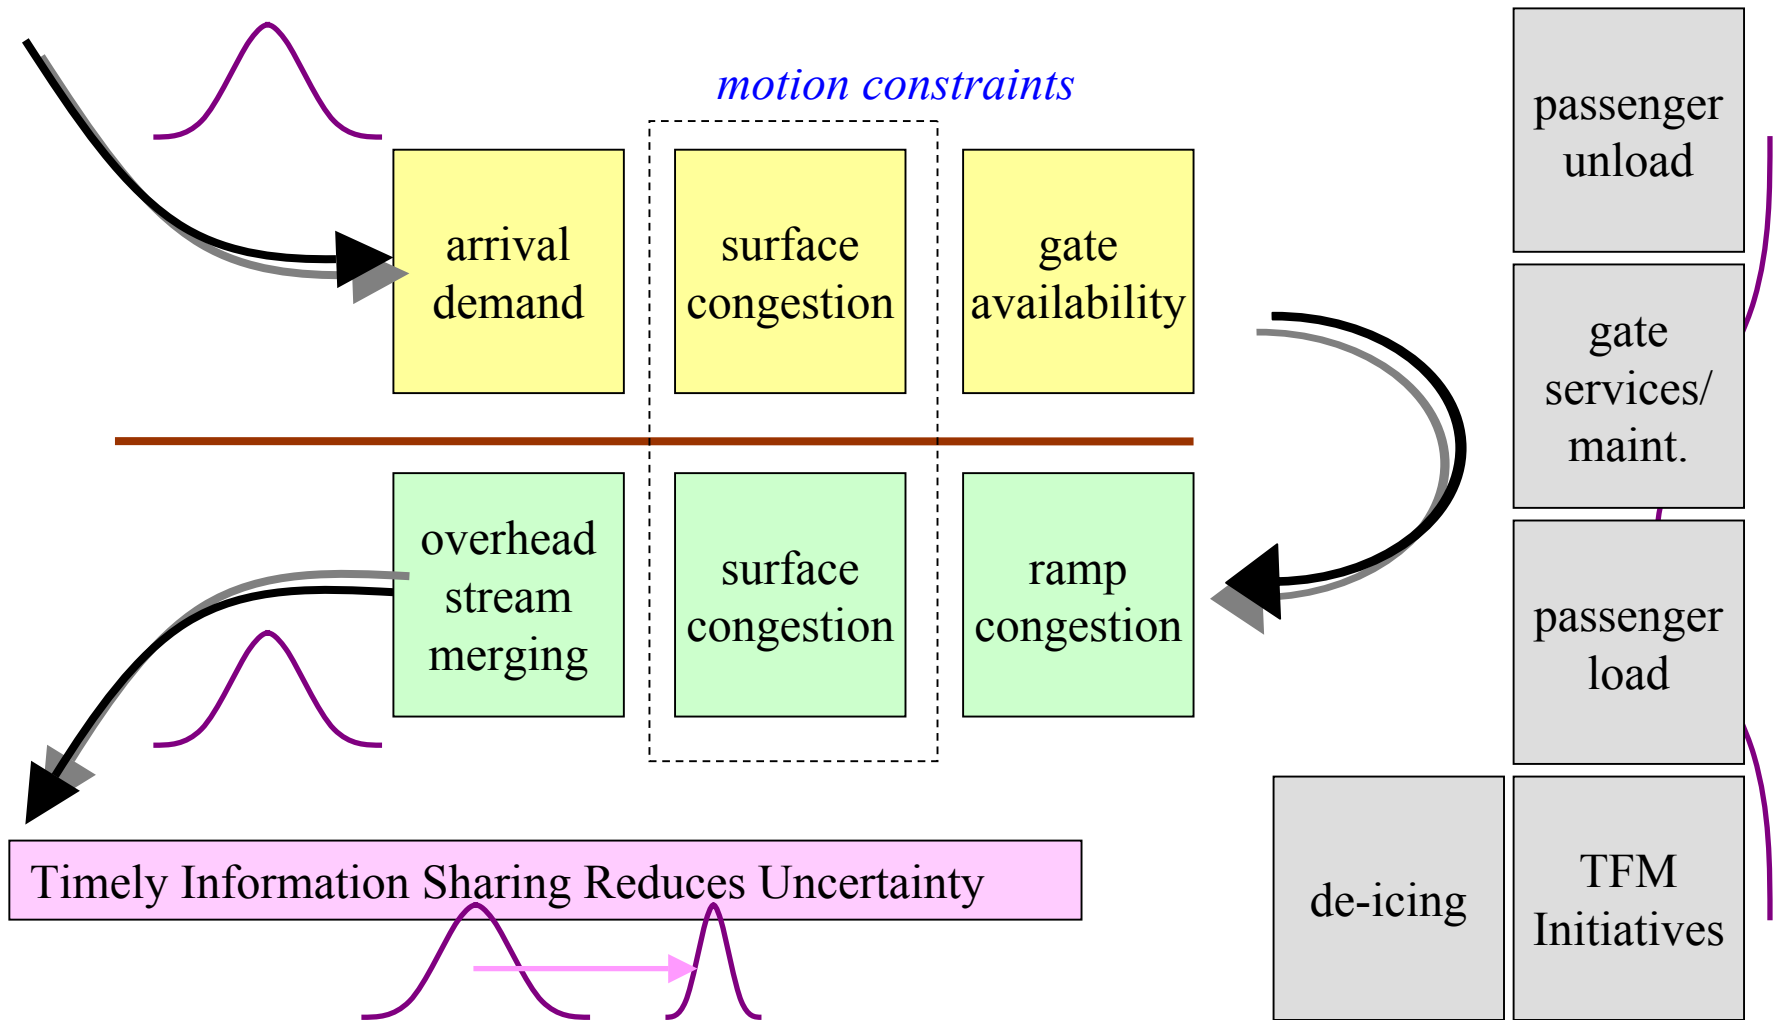 motion constraints
arrival
demand
surface
congestion
gate
availability
overhead
stream
merging
surface
congestion
ramp
congestion
passenger
unload
gate
services/
maint.
passenger
load
de-icing
TFM
Initiatives
Timely Information Sharing Reduces Uncertainty